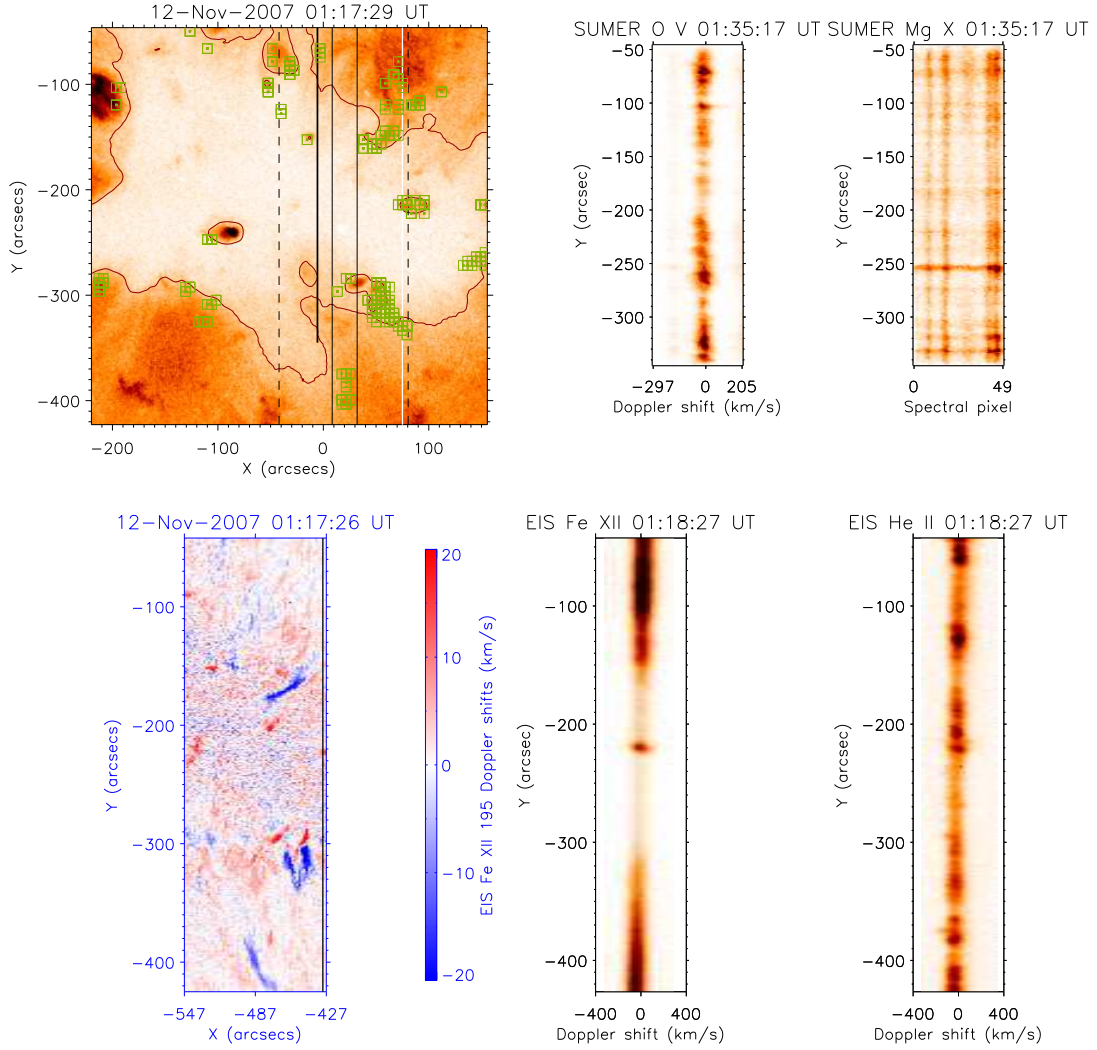 12-Nov-2007 01:17:29 UT
SUMER O V 01:35:17 UT
SUMER Mg X 01:35:17 UT
Y (arcsecs)
-100
-200
-300
-400
-200
-100
0
100
X (arcsecs)
Y (arcsec)
-50
-100
-150
-200
-250
-300
-297
0
205
Doppler shift (km/s)
Y (arcsec)
-50
-100
-150
-200
-250
-300
0
49
Spectral pixel
12-Nov-2007 01:17:26 UT
Y (arcsecs)
-100
-200
-300
-400
-547
-487
-427
X (arcsecs)
20
10
0
-10
-20
EIS Fe XII 195 Doppler shifts (km/s)
EIS Fe XII 01:18:27 UT
Y (arcsec)
-100
-200
-300
-400
-400
0
400
Doppler shift (km/s)
EIS He II 01:18:27 UT
Y (arcsec)
-100
-200
-300
-400
-400
0
400
Doppler shift (km/s)